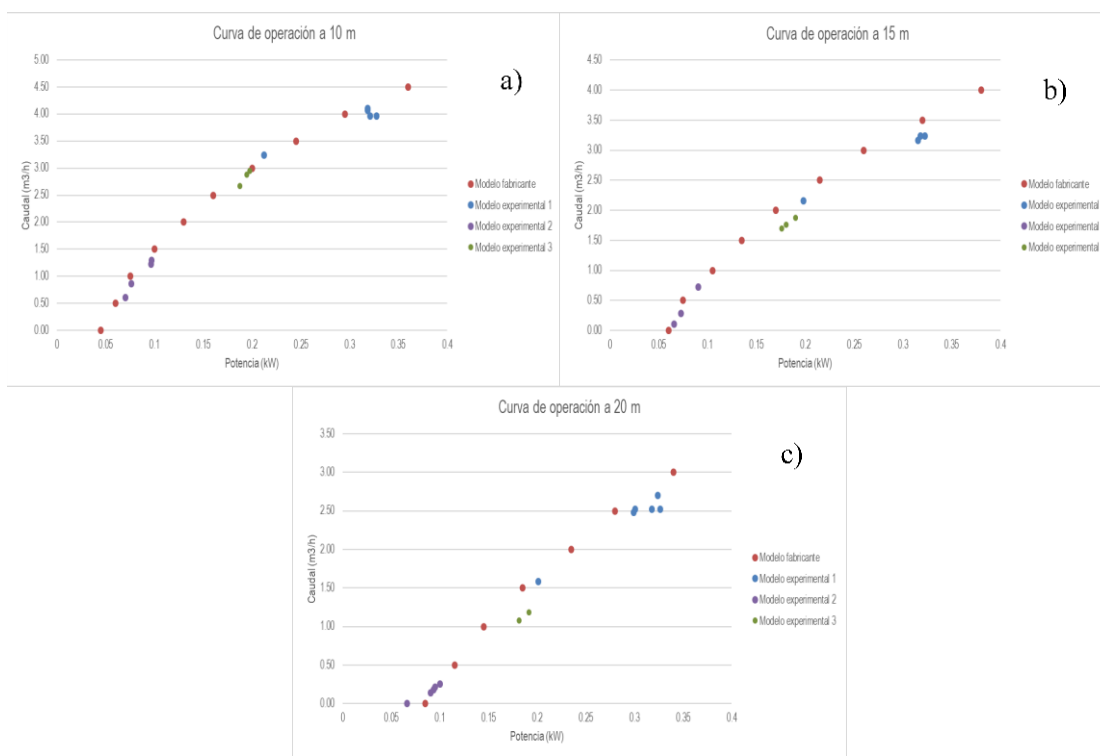 Curva de operación a 10 m
a)
5.00
4.50
4.00
3.50
3.00
2.50
2.00
1.50
1.00
0.50
0.00
Caudal (m3/h)
0 0.05 0.1 0.15 0.2 0.25 0.3 0.35 0.4
Potencia (kW)
Modelo fabricante
Modelo experimental 1
Modelo experimental 2
Modelo experimental 3
Curva de operación a 15 m
b)
4.50
4.00
3.50
3.00
2.50
2.00
1.50
1.00
0.50
0.00
Caudal (m3/h)
0 0.05 0.1 0.15 0.2 0.25 0.3 0.35 0.4
Potencia (kW)
Modelo fabricante
Modelo experimental
Modelo experimental
Modelo experimental
Curva de operación a 20 m
c)
3.50
3.00
2.50
2.00
1.50
1.00
0.50
0.00
Caudal (m3/h)
0 0.05 0.1 0.15 0.2 0.25 0.3 0.35 0.4
Potencia (kW)
Modelo fabricante
Modelo experimental 1
Modelo experimental 2
Modelo experimental 3